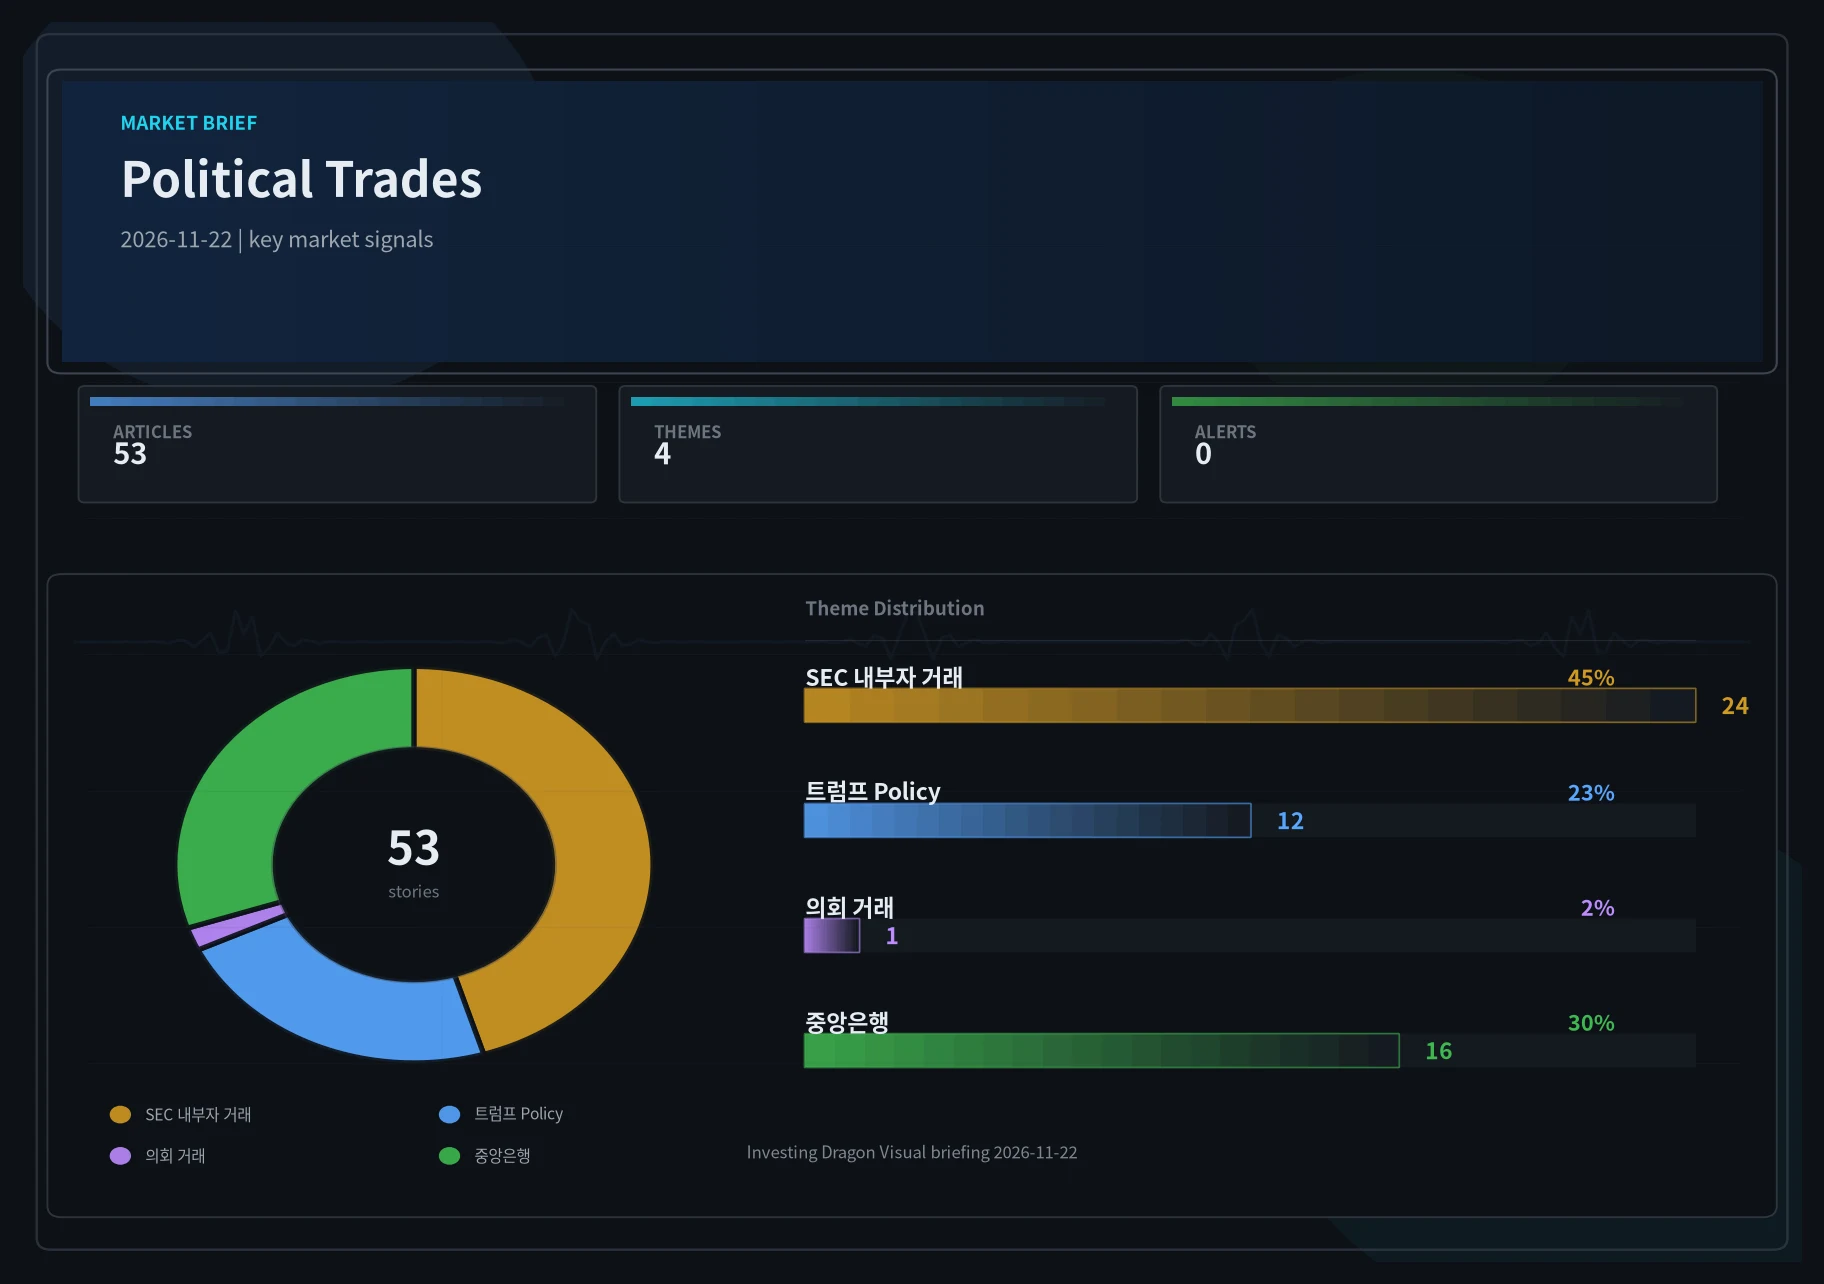 MARKET BRIEF
Political Trades
2026-11-22 | key market signals
ARTICLES
53
THEMES
4
ALERTS
0
Theme Distribution
SEC 내부자 거래
45%
24
트럼프 Policy
23%
12
의회 거래
2%
1
중앙은행
30%
16
53
stories
SEC 내부자 거래
트럼프 Policy
의회 거래
중앙은행
Investing Dragon Visual briefing 2026-11-22